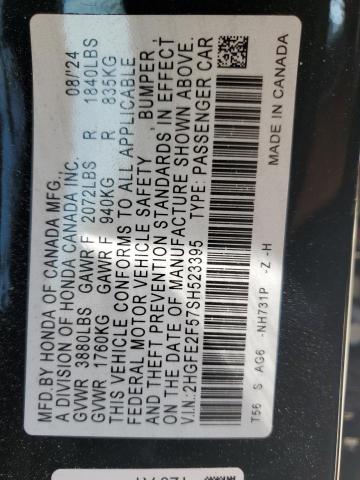 MFD.BY HONDA OF CANADA MFG., 08/'24
A DIVISION OF HONDA CANADA INC.
GVWR 3880LBS GAWR F 2072LBS R 1840LBS
GVWR 1760KG GAWR F 940KG R 835KG
THIS VEHICLE CONFORMS TO ALL APPLICABLE
FEDERAL MOTOR VEHICLE SAFETY, BUMPER,
AND THEFT PREVENTION STANDARDS IN EFFECT
ON THE DATE OF MANUFACTURE SHOWN ABOVE.
V.I.N.:2HGFE2F57SH523395 TYPE: PASSENGER CAR
T56 S AG6 -NH731P -Z -H MADE IN CANADA